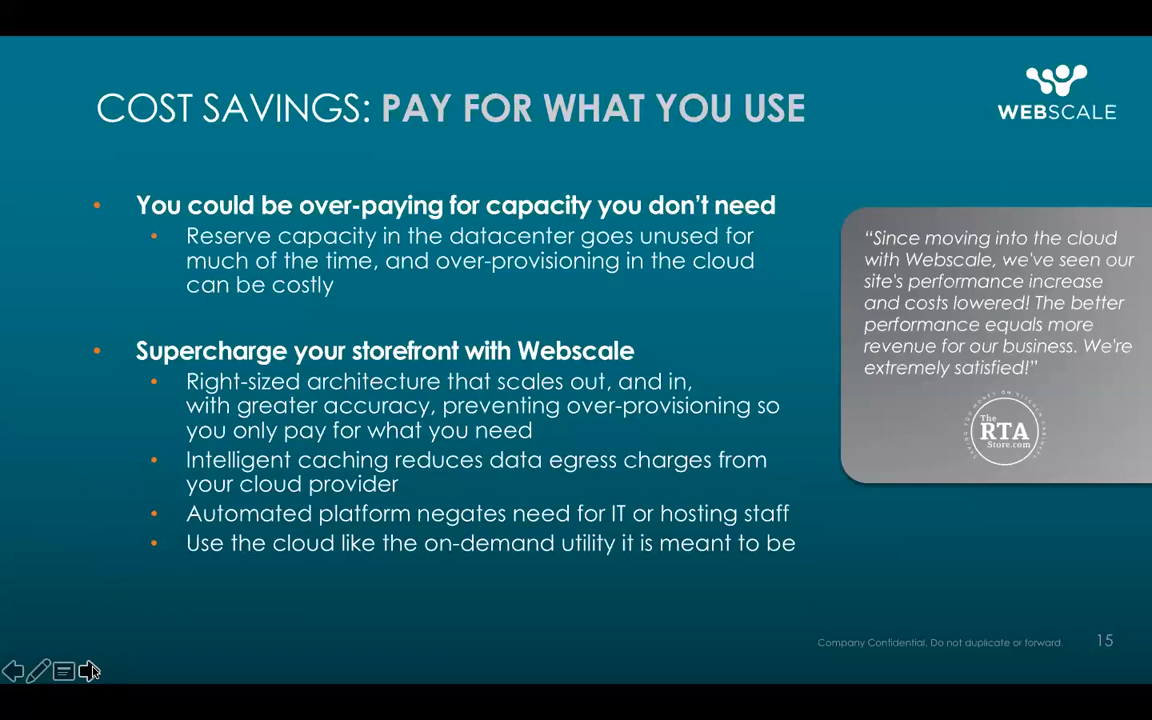 COST SAVINGS: PAY FOR WHAT YOU USE
WEBSCALE
• You could be over-paying for capacity you don't need
• Reserve capacity in the datacenter goes unused for
much of the time, and over-provisioning in the cloud
can be costly
• Supercharge your storefront with Webscale
• Right-sized architecture that scales out, and in,
with greater accuracy, preventing over-provisioning so
you only pay for what you need
• Intelligent caching reduces data egress charges from
your cloud provider
• Automated platform negates need for IT or hosting staff
• Use the cloud like the on-demand utility it is meant to be
“Since moving into the cloud
with Webscale, we've seen our
site's performance increase
and costs lowered! The better
performance equals more
revenue for our business. We're
extremely satisfied!”
The
RTA
Store.com
Company Confidential. Do not duplicate or forward.
15